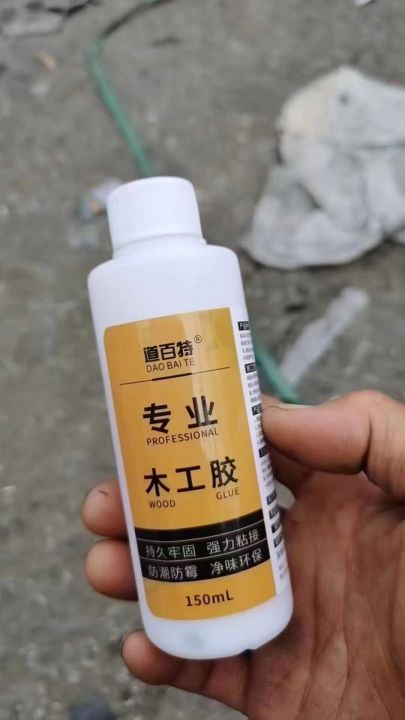 道百特®
DAO BAI TE
专业
PROFESSIONAL
木工胶
WOOD GLUE
持久牢固 强力粘接
防潮防霉 净味环保
150mL